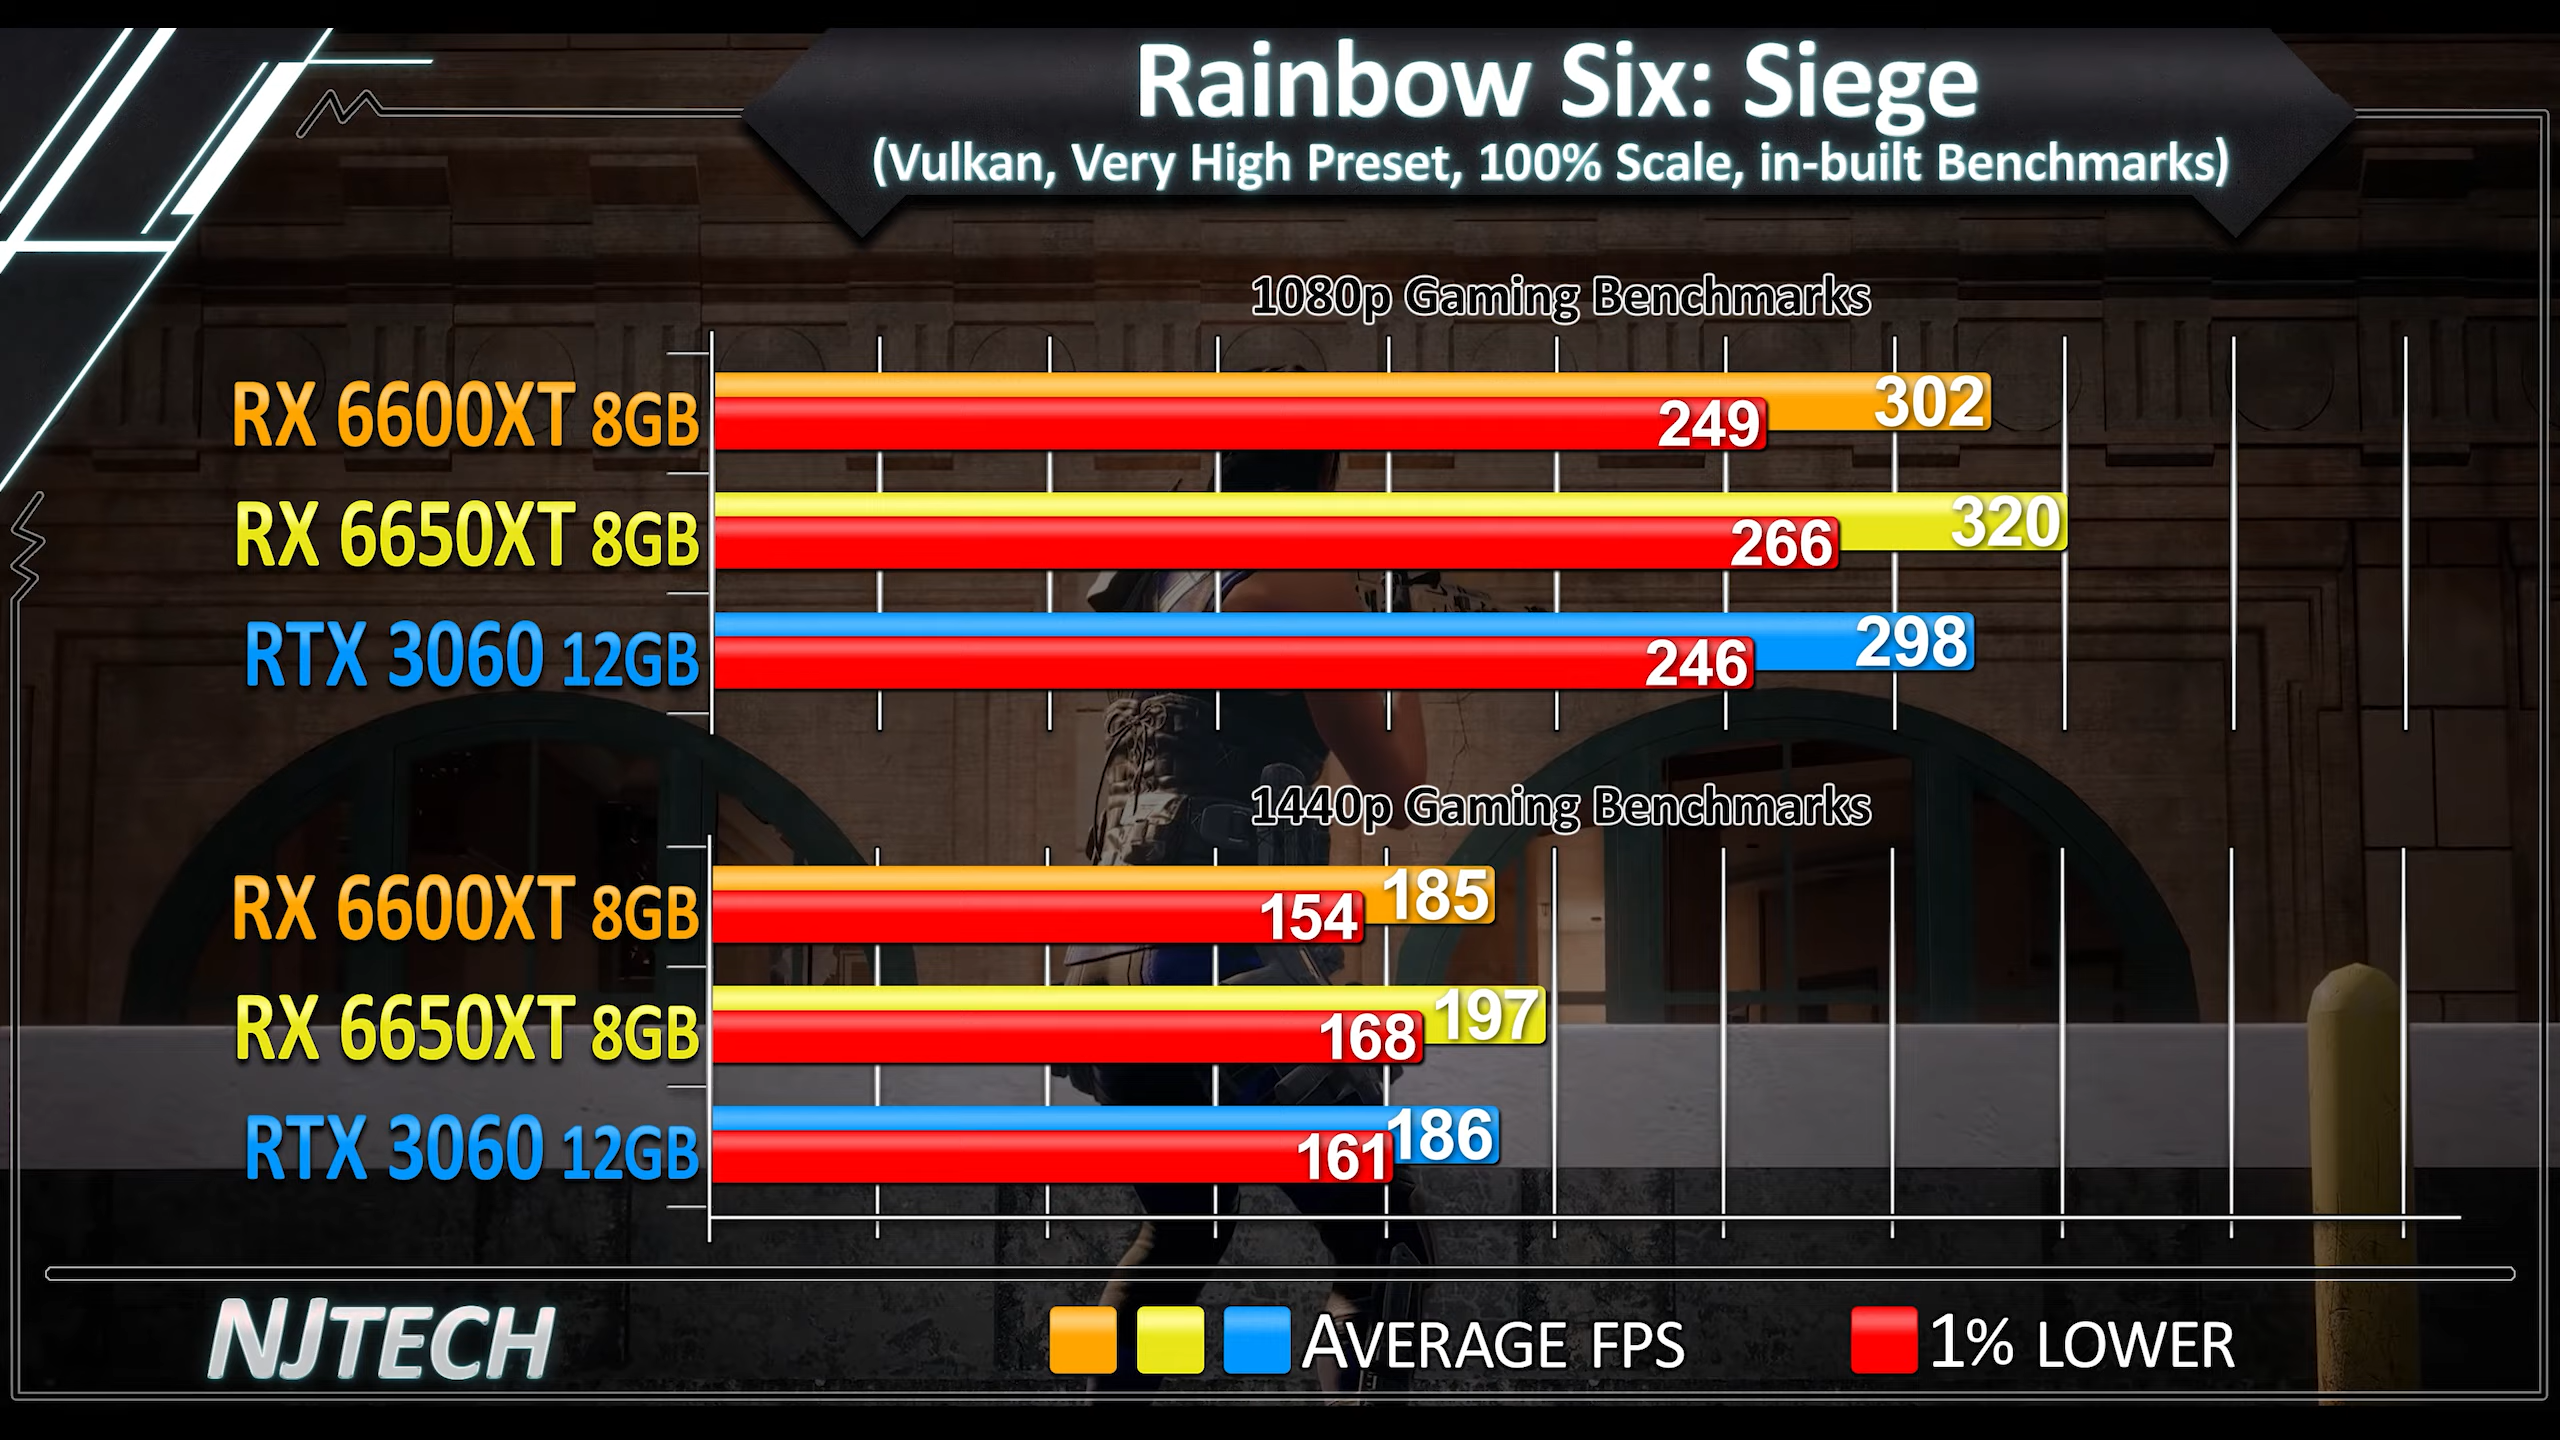 Rainbow Six: Siege
(Vulkan, Very High Preset, 100% Scale, in-built Benchmarks)
1080p Gaming Benchmarks
RX 6600XT 8GB 249 302
RX 6650XT 8GB 266 320
RTX 3060 12GB 246 298
1440p Gaming Benchmarks
RX 6600XT 8GB 154 185
RX 6650XT 8GB 168 197
RTX 3060 12GB 161 186
NJTECH AVERAGE FPS 1% LOWER